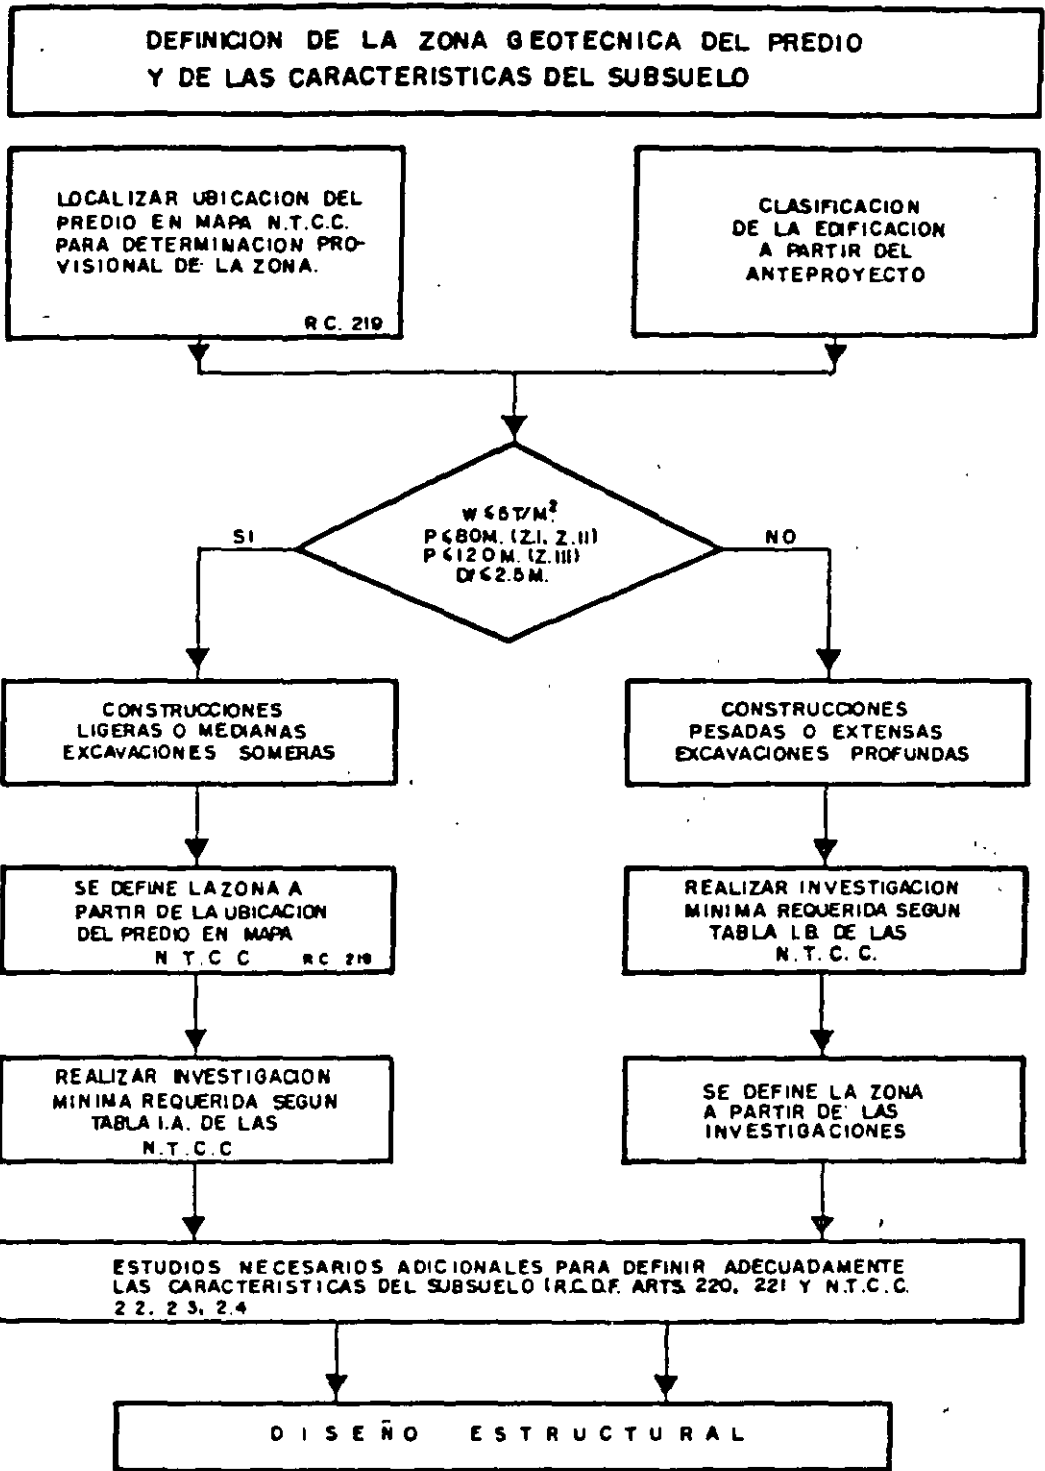 DEFINICION DE LA ZONA GEOTECNICA DEL PREDIO
Y DE LAS CARACTERISTICAS DEL SUBSUELO
LOCALIZAR UBICACION DEL
PREDIO EN MAPA N.T.C.C.
PARA DETERMINACION PRO-
VISIONAL DE LA ZONA.
R C. 219
CLASIFICACION
DE LA EDIFICACION
A PARTIR DEL
ANTEPROYECTO
W ≤ 5 T/M².
P ≤ 80 M. (Z.I, Z.II)
P ≤ 120 M. (Z.III)
Df ≤ 2.5 M.
SI
NO
CONSTRUCCIONES
LIGERAS O MEDIANAS
EXCAVACIONES SOMERAS
CONSTRUCCIONES
PESADAS O EXTENSAS
EXCAVACIONES PROFUNDAS
SE DEFINE LA ZONA A
PARTIR DE LA UBICACION
DEL PREDIO EN MAPA
N T. C C R C 219
REALIZAR INVESTIGACION
MINIMA REQUERIDA SEGUN
TABLA I.B. DE LAS
N. T. C. C.
REALIZAR INVESTIGACION
MINIMA REQUERIDA SEGUN
TABLA I.A. DE LAS
N.T.C.C
SE DEFINE LA ZONA
A PARTIR DE LAS
INVESTIGACIONES
ESTUDIOS NECESARIOS ADICIONALES PARA DEFINIR ADECUADAMENTE
LAS CARACTERISTICAS DEL SUBSUELO (R.C.D.F. ARTS. 220, 221 Y N.T.C.C.
2 2, 2 3, 2.4
DISEÑO ESTRUCTURAL